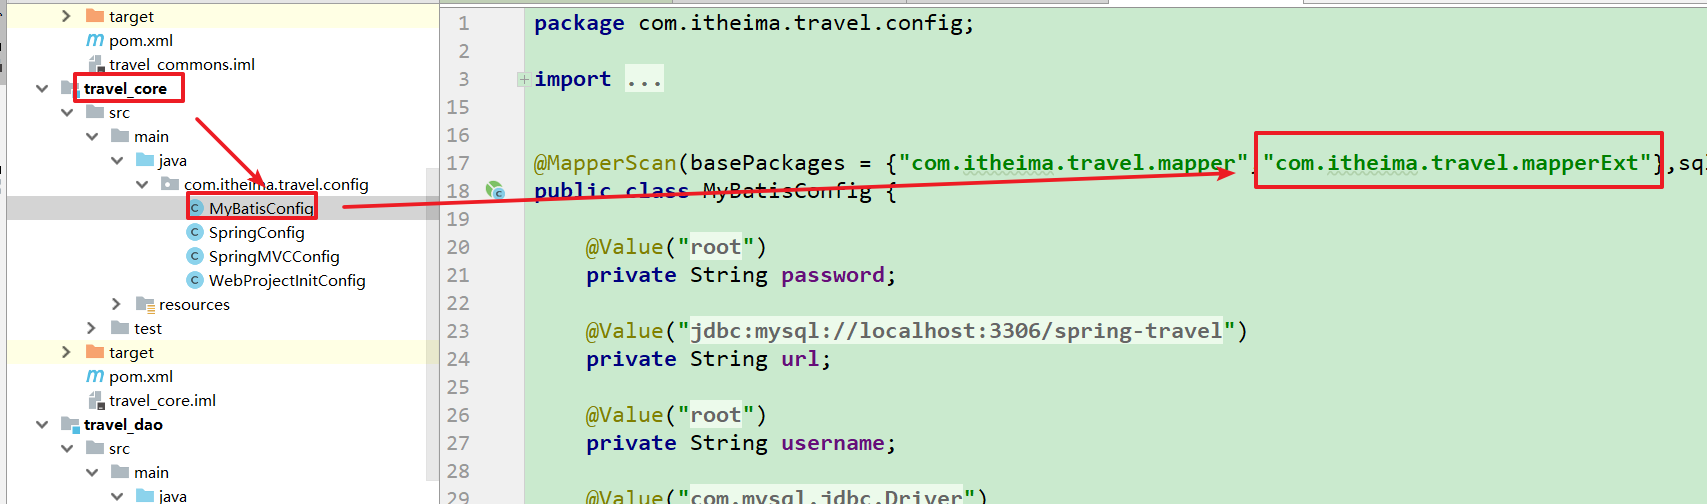 target
pom.xml
travel_commons.iml
travel_core
src
main
java
com.itheima.travel.config
MyBatisConfig
SpringConfig
SpringMVCConfig
WebProjectInitConfig
resources
test
target
pom.xml
travel_core.iml
travel_dao
src
main
java
1 package com.itheima.travel.config;
2
3 import ...
15
16
17 @MapperScan(basePackages = {"com.itheima.travel.mapper","com.itheima.travel.mapperExt"},sq
18 public class MyBatisConfig {
19
20 @Value("root")
21 private String password;
22
23 @Value("jdbc:mysql://localhost:3306/spring-travel")
24 private String url;
25
26 @Value("root")
27 private String username;
28
29 @Value("com.mysql.jdbc.Driver")